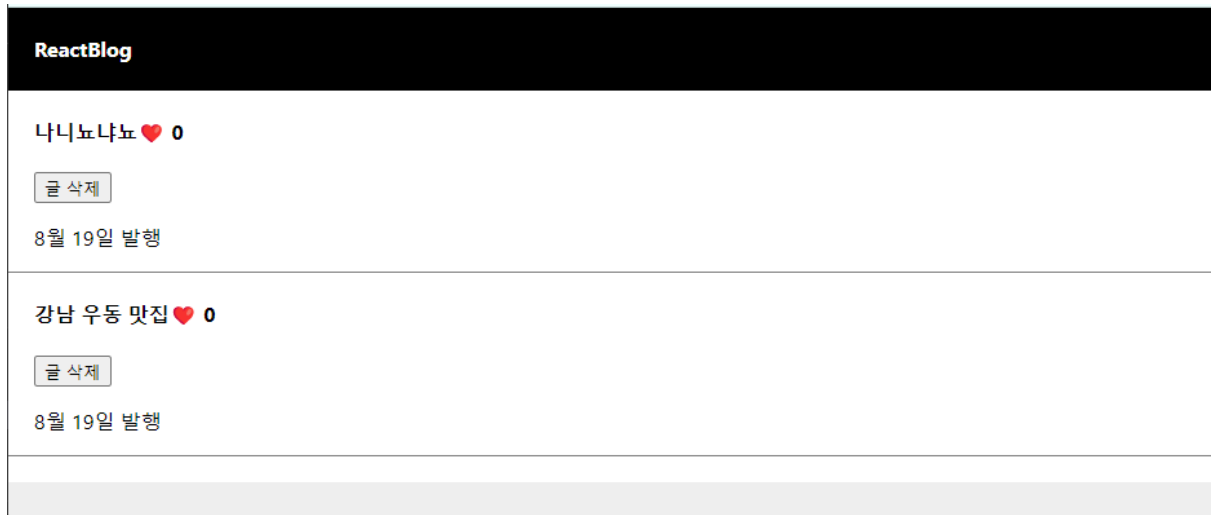 ReactBlog
나니뇨냐뇨❤️ 0
글 삭제
8월 19일 발행
강남 우동 맛집❤️ 0
글 삭제
8월 19일 발행